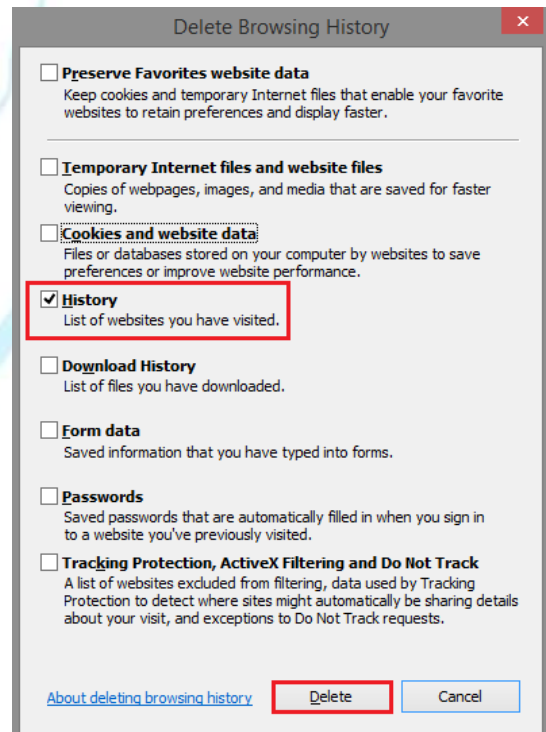 Delete Browsing History
Preserve Favorites website data
Keep cookies and temporary Internet files that enable your favorite
websites to retain preferences and display faster.
Temporary Internet files and website files
Copies of webpages, images, and media that are saved for faster
viewing.
Cookies and website data
Files or databases stored on your computer by websites to save
preferences or improve website performance.
History
List of websites you have visited.
Download History
List of files you have downloaded.
Form data
Saved information that you have typed into forms.
Passwords
Saved passwords that are automatically filled in when you sign in
to a website you've previously visited.
Tracking Protection, ActiveX Filtering and Do Not Track
A list of websites excluded from filtering, data used by Tracking
Protection to detect where sites might automatically be sharing details
about your visit, and exceptions to Do Not Track requests.
About deleting browsing history Delete Cancel